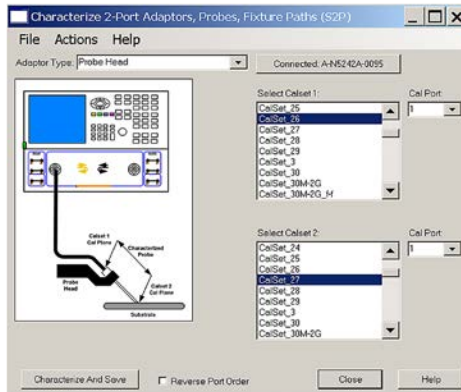 Characterize 2-Port Adaptors, Probes, Fixture Paths (S2P)
File Actions Help
Adaptor Type: Probe Head
Connected: A-N5242A-0095
Select Calset 1:
Cal Port:
CalSet_25
CalSet_26
CalSet_27
CalSet_28
CalSet_29
CalSet_3
CalSet_30
CalSet_30M-2G
CalSet_30M-2G_M
1
Calset 1
Cal Plane
Characterized
Probe
Probe
Head
Calset 2
Cal Plane
Substrate
Select Calset 2:
Cal Port:
CalSet_24
CalSet_25
CalSet_26
CalSet_27
CalSet_28
CalSet_29
CalSet_3
CalSet_30
CalSet_30M-2G
1
Characterize And Save
Reverse Port Order
Close
Help